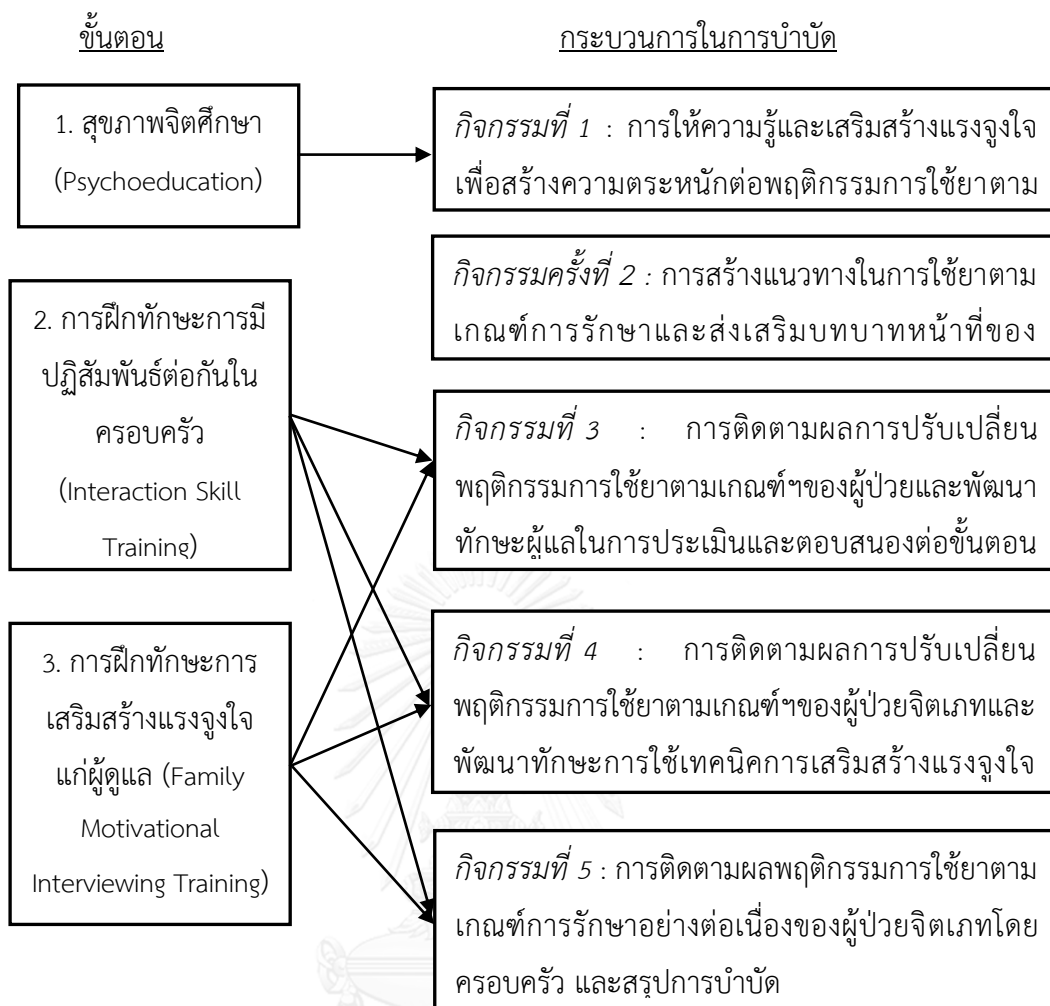 ขั้นตอน
กระบวนการในการบำบัด
1. สุขภาพจิตศึกษา
(Psychoeducation)
กิจกรรมที่ 1 : การให้ความรู้และเสริมสร้างแรงจูงใจ
เพื่อสร้างความตระหนักต่อพฤติกรรมการใช้ยาตาม
กิจกรรมครั้งที่ 2 : การสร้างแนวทางในการใช้ยาตาม
เกณฑ์การรักษาและส่งเสริมบทบาทหน้าที่ของ
2. การฝึกทักษะการมี
ปฏิสัมพันธ์ต่อกันใน
ครอบครัว
(Interaction Skill
Training)
กิจกรรมที่ 3 : การติดตามผลการปรับเปลี่ยน
พฤติกรรมการใช้ยาตามเกณฑ์ฯของผู้ป่วยและพัฒนา
ทักษะผู้แลในการประเมินและตอบสนองต่อขั้นตอน
3. การฝึกทักษะการ
เสริมสร้างแรงจูงใจ
แก่ผู้ดูแล (Family
Motivational
Interviewing Training)
กิจกรรมที่ 4 : การติดตามผลการปรับเปลี่ยน
พฤติกรรมการใช้ยาตามเกณฑ์ฯของผู้ป่วยจิตเภทและ
พัฒนาทักษะการใช้เทคนิคการเสริมสร้างแรงจูงใจ
กิจกรรมที่ 5 : การติดตามผลพฤติกรรมการใช้ยาตาม
เกณฑ์การรักษาอย่างต่อเนื่องของผู้ป่วยจิตเภทโดย
ครอบครัว และสรุปการบำบัด